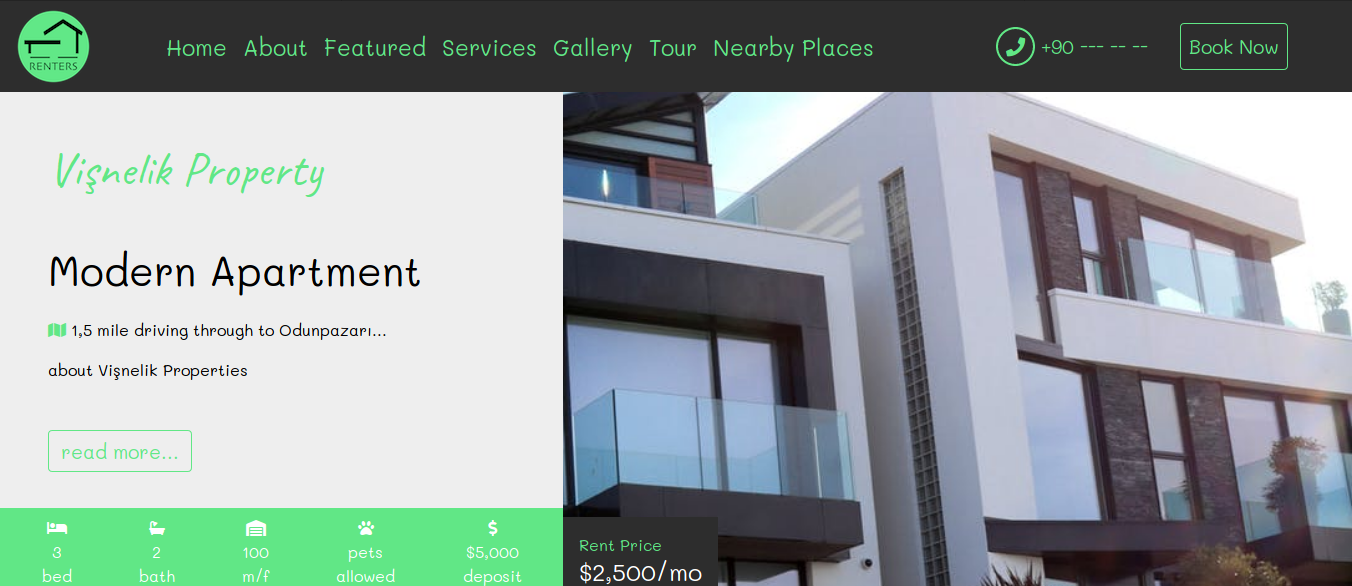 RENTERS
Home About Featured Services Gallery Tour Nearby Places
+90 --- -- --
Book Now
Vişnelik Property
Modern Apartment
1,5 mile driving through to Odunpazarı...
about Vişnelik Properties
read more...
3 bed
2 bath
100 m/f
pets allowed
$5,000 deposit
Rent Price
$2,500/mo